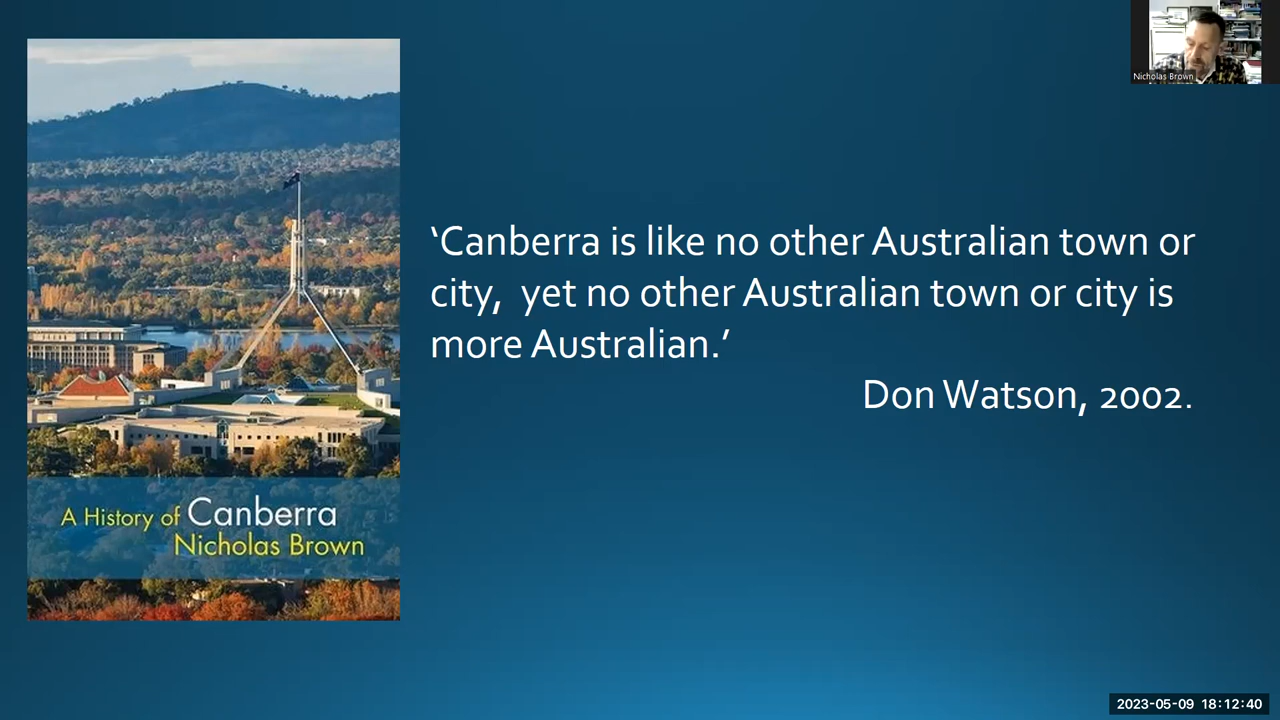 Nicholas Brown
‘Canberra is like no other Australian town or
city,  yet no other Australian town or city is
more Australian.’
Don Watson, 2002.
A History of Canberra
Nicholas Brown
2023-05-09 18:12:40